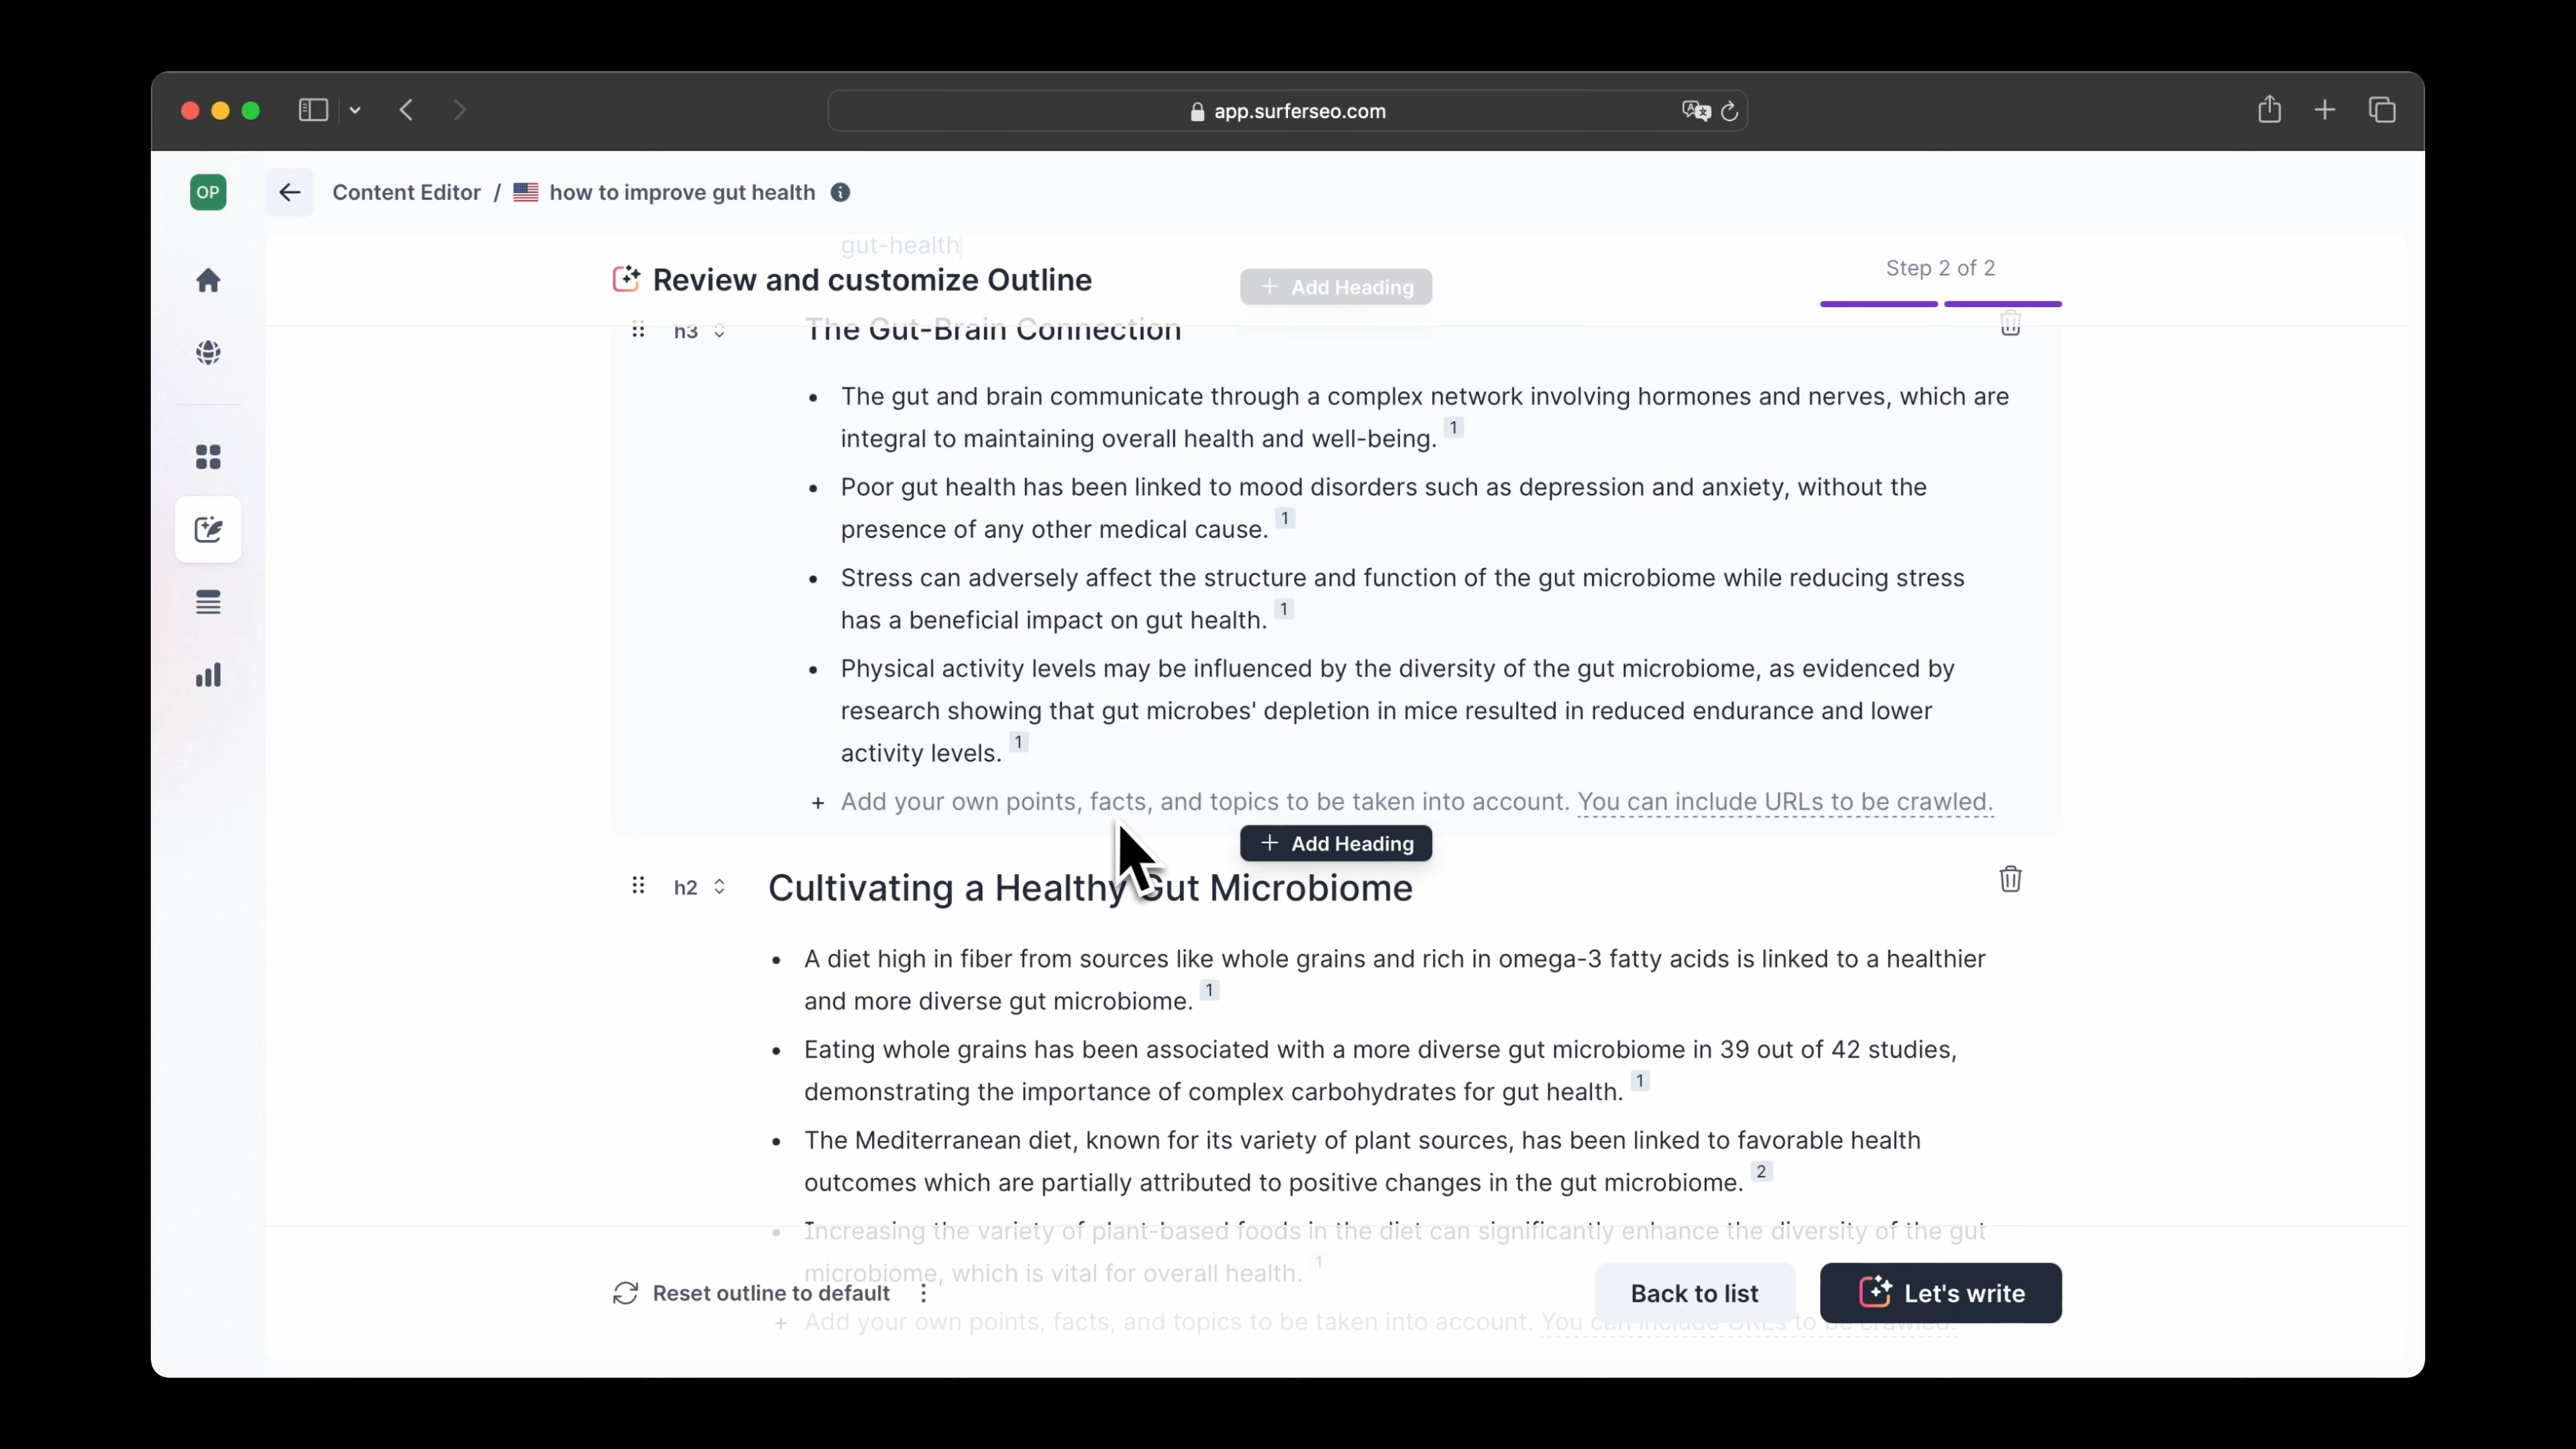 app.surferseo.com
OP
Content Editor / how to improve gut health
gut-health
Review and customize Outline
+ Add Heading
Step 2 of 2
h3
The Gut-Brain Connection
• The gut and brain communicate through a complex network involving hormones and nerves, which are
integral to maintaining overall health and well-being. 1
• Poor gut health has been linked to mood disorders such as depression and anxiety, without the
presence of any other medical cause. 1
• Stress can adversely affect the structure and function of the gut microbiome while reducing stress
has a beneficial impact on gut health. 1
• Physical activity levels may be influenced by the diversity of the gut microbiome, as evidenced by
research showing that gut microbes' depletion in mice resulted in reduced endurance and lower
activity levels. 1
+ Add your own points, facts, and topics to be taken into account. You can include URLs to be crawled.
+ Add Heading
h2
Cultivating a Healthy Gut Microbiome
• A diet high in fiber from sources like whole grains and rich in omega-3 fatty acids is linked to a healthier
and more diverse gut microbiome. 1
• Eating whole grains has been associated with a more diverse gut microbiome in 39 out of 42 studies,
demonstrating the importance of complex carbohydrates for gut health. 1
• The Mediterranean diet, known for its variety of plant sources, has been linked to favorable health
outcomes which are partially attributed to positive changes in the gut microbiome. 2
• Increasing the variety of plant-based foods in the diet can significantly enhance the diversity of the gut
microbiome, which is vital for overall health. 1
Reset outline to default
Back to list
Let's write
+ Add your own points, facts, and topics to be taken into account. You can include URLs to be crawled.